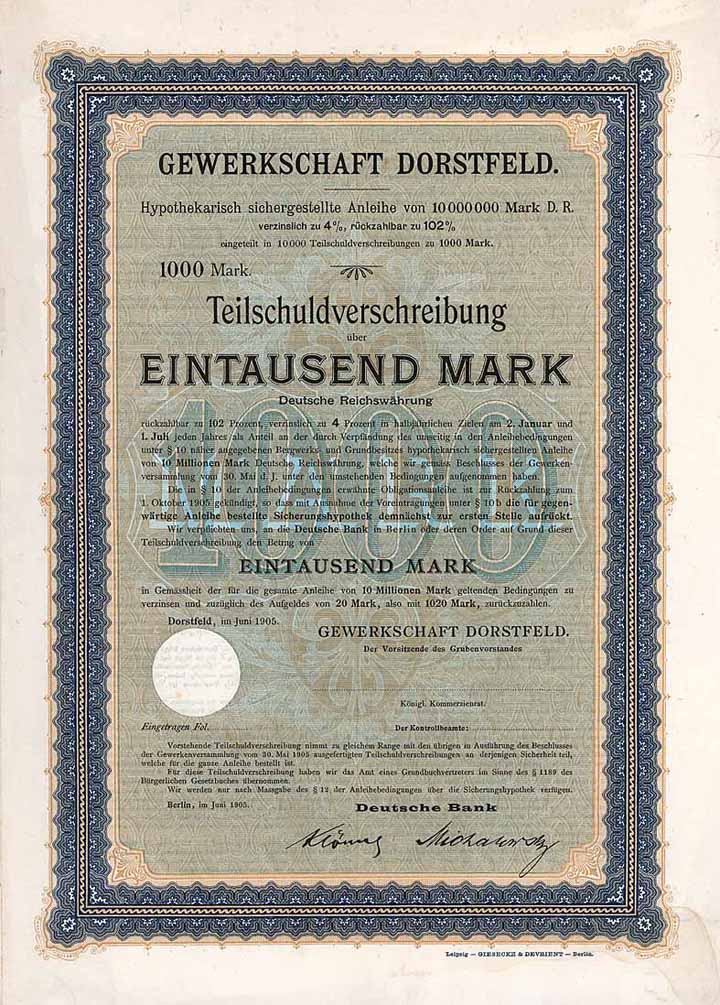 GEWERKSCHAFT DORSTFELD.
Hypothekarisch sichergestellte Anleihe von 10 000 000 Mark D. R.
verzinslich zu 4%, rückzahlbar zu 102%
eingeteilt in 10 000 Teilschuldverschreibungen zu 1000 Mark.
1000 Mark.
Teilschuldverschreibung
über
EINTAUSEND MARK
Deutsche Reichswährung
rückzahlbar zu 102 Prozent, verzinslich zu 4 Prozent in halbjährlichen Zielen am 2. Januar und
1. Juli jeden Jahres als Anteil an der durch Verpfändung des unseitig in den Anleihebedingungen
unter § 10 näher angegebenen Bergwerks- und Grundbesitzes hypothekarisch sichergestellten Anleihe
von 10 Millionen Mark Deutsche Reichswährung, welche wir gemäss Beschlusses der Gewerken-
versammlung vom 30. Mai d. J. unter den umstehenden Bedingungen aufgenommen haben.
Die in § 10 der Anleihebedingungen erwähnte Obligationenanleihe ist zur Rückzahlung zum
1. Oktober 1905 gekündigt, so dass mit Ausnahme der Voreintragungen unter § 10 b die für gegen-
wärtige Anleihe bestellte Sicherungshypothek demnächst zur ersten Stelle aufrückt.
Wir verpflichten uns, an die Deutsche Bank in Berlin oder deren Order auf Grund dieser
Teilschuldverschreibung den Betrag von
EINTAUSEND MARK
in Gemässheit der für die gesamte Anleihe von 10 Millionen Mark geltenden Bedingungen zu
verzinsen und zuzüglich des Aufgeldes von 20 Mark, also mit 1020 Mark, zurückzuzahlen.
Dorstfeld, im Juni 1905.
GEWERKSCHAFT DORSTFELD.
Der Vorsitzende des Grubenvorstandes
Königl. Kommerzienrat.
Eingetragen Fol.
Der Kontrollbeamte:
Vorstehende Teilschuldverschreibung nimmt zu gleichem Range mit den übrigen in Ausführung des Beschlusses
der Gewerkenversammlung vom 30. Mai 1905 ausgefertigten Teilschuldverschreibungen an derjenigen Sicherheit teil,
welche für die ganze Anleihe bestellt ist.
Für diese Teilschuldverschreibung haben wir das Amt eines Grundbuchvertreters im Sinne des § 1189 des
Bürgerlichen Gesetzbuches übernommen.
Wir werden nur nach Massgabe des § 12 der Anleihebedingungen über die Sicherungshypothek verfügen.
Berlin, im Juni 1905.
Deutsche Bank
Leipzig — GIESECKE & DEVRIENT — Berlin.